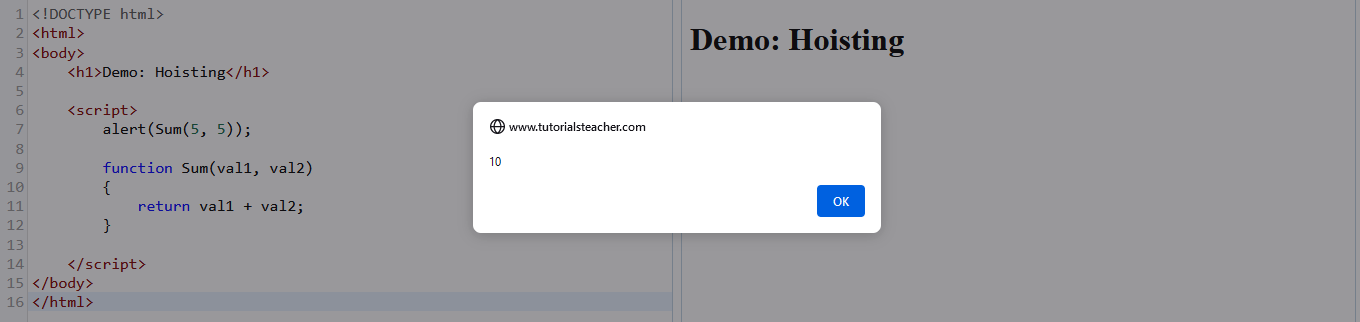 1 <!DOCTYPE html>
2 <html>
3 <body>
4     <h1>Demo: Hoisting</h1>
5
6     <script>
7         alert(Sum(5, 5));
8
9         function Sum(val1, val2)
10         {
11             return val1 + val2;
12         }
13
14     </script>
15 </body>
16 </html>
Demo: Hoisting
www.tutorialsteacher.com
10
OK